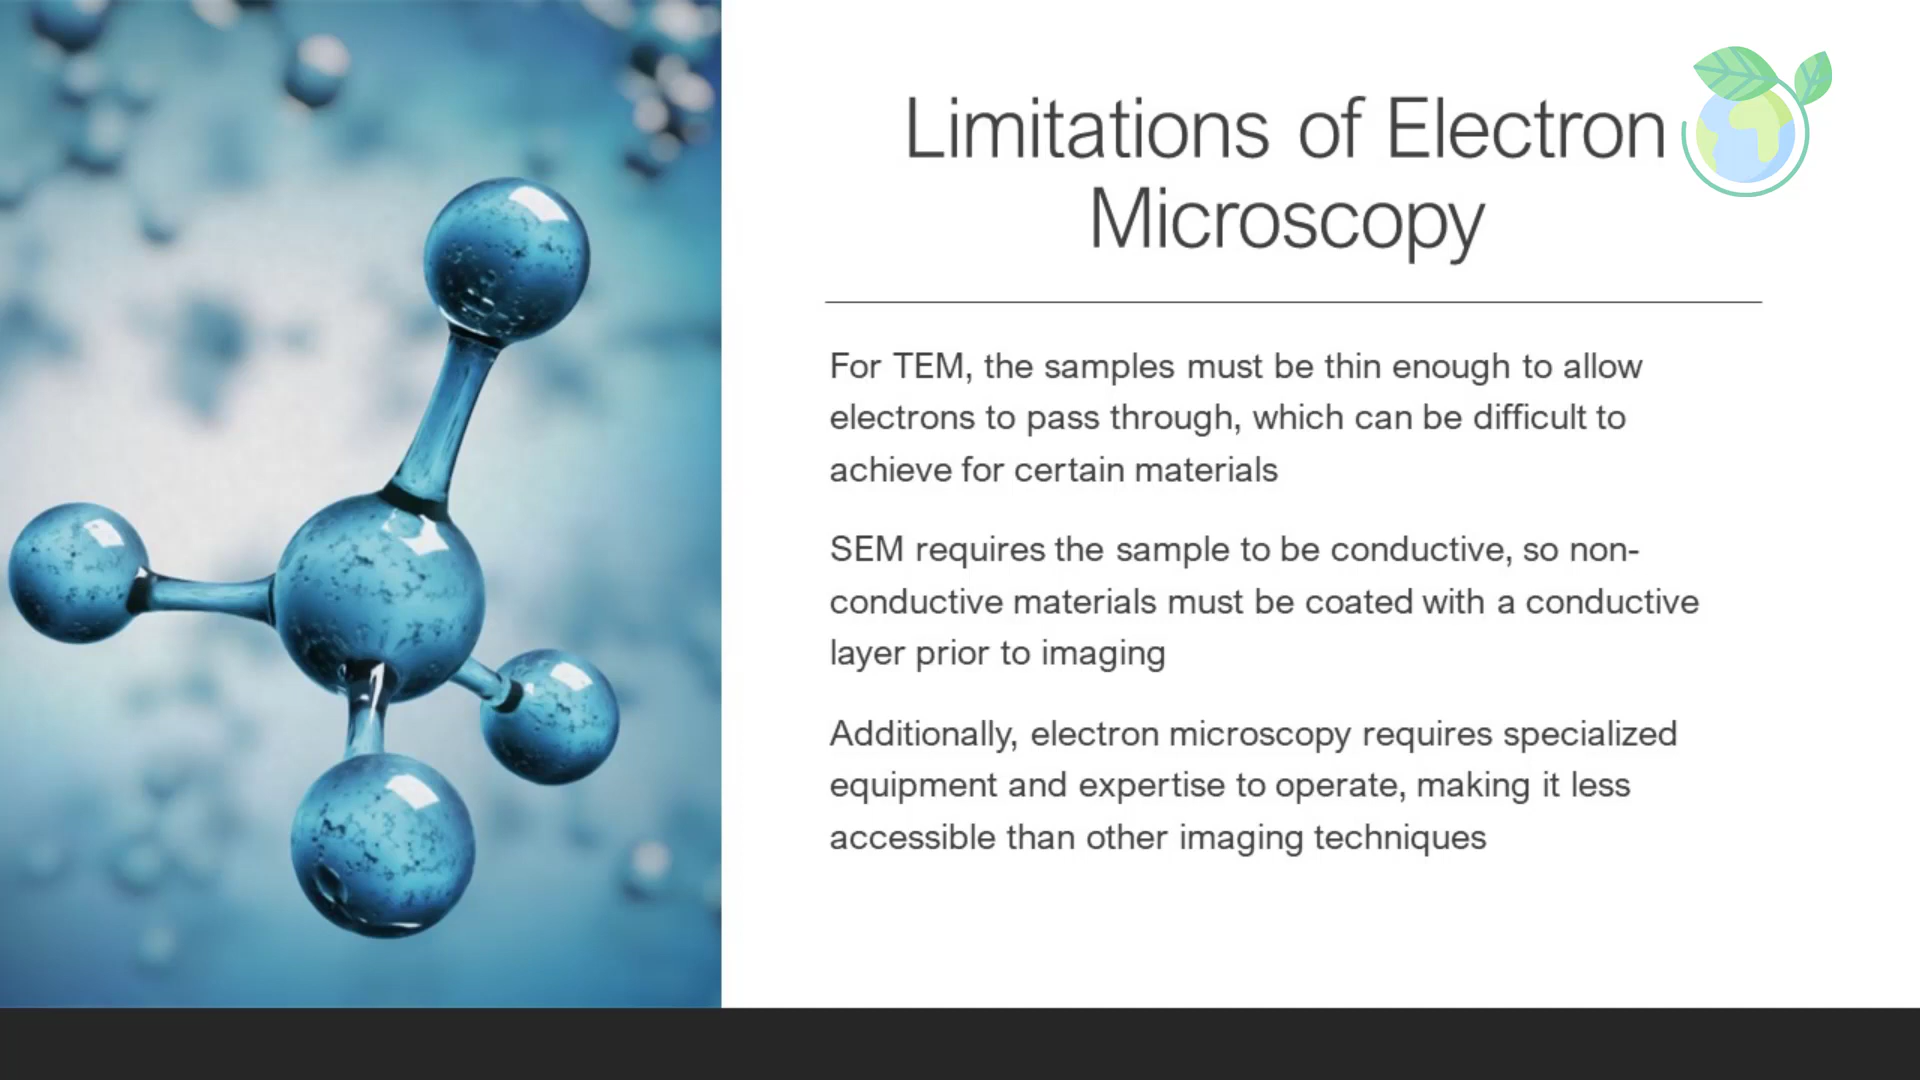 Limitations of Electron
Microscopy
For TEM, the samples must be thin enough to allow
electrons to pass through, which can be difficult to
achieve for certain materials
SEM requires the sample to be conductive, so non-
conductive materials must be coated with a conductive
layer prior to imaging
Additionally, electron microscopy requires specialized
equipment and expertise to operate, making it less
accessible than other imaging techniques